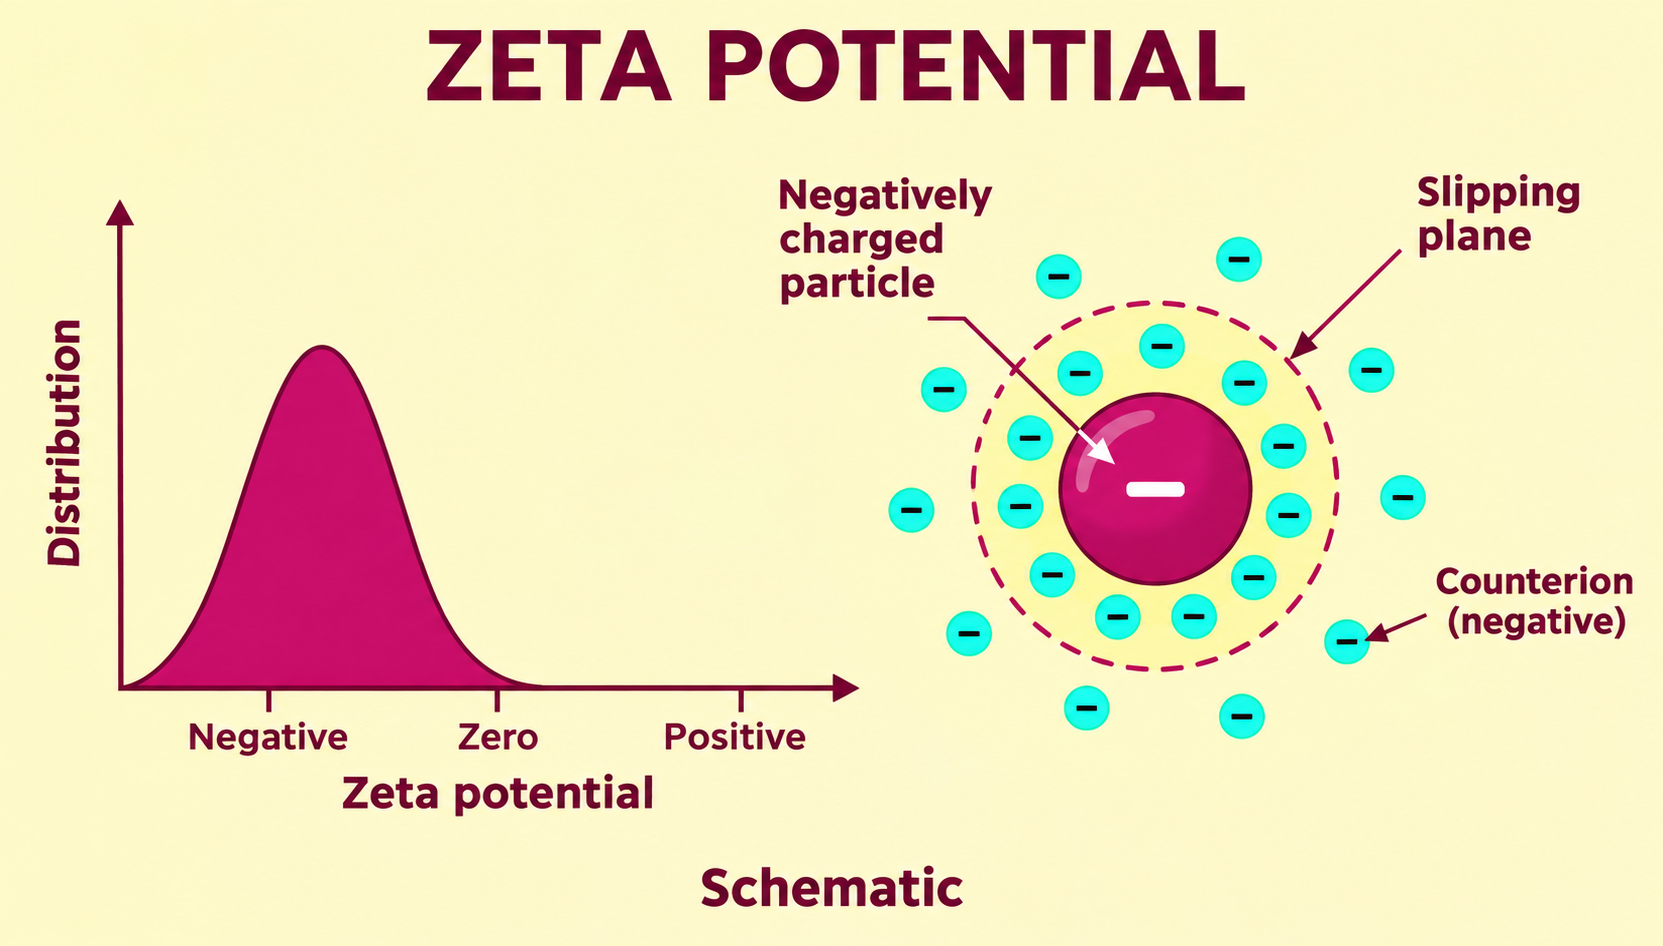 ZETA POTENTIAL
Distribution
Negative
Zero
Positive
Zeta potential
Negatively
charged
particle
Slipping
plane
Counterion
(negative)
Schematic